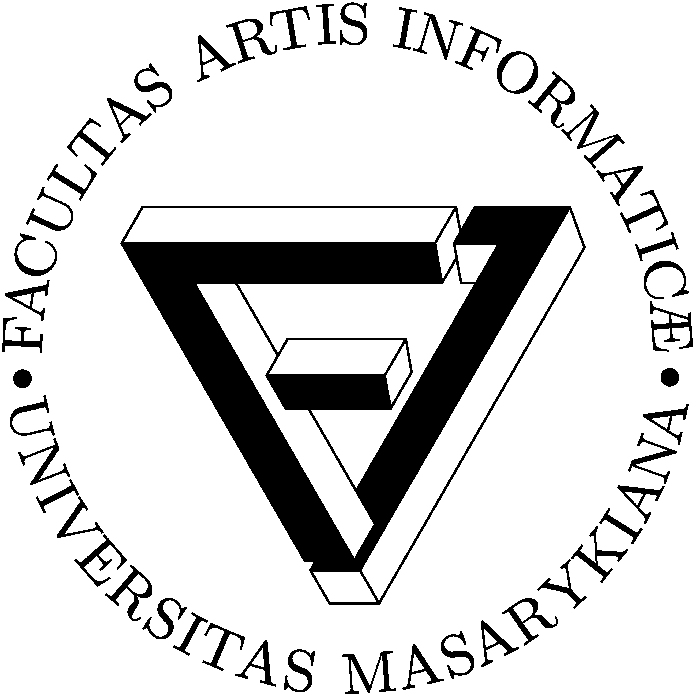 FACULTAS ARTIS INFORMATICÆ
UNIVERSITAS MASARYKIANA